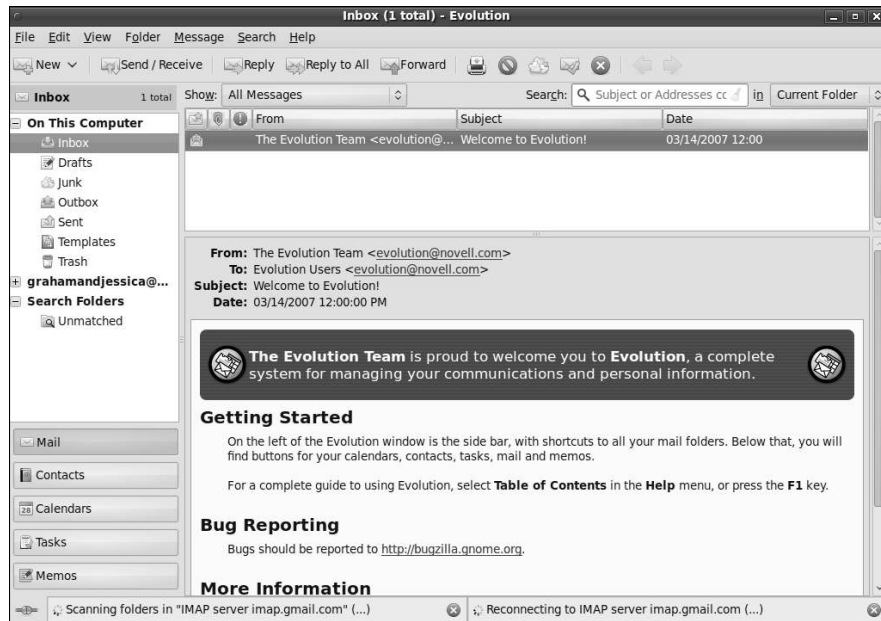 Inbox (1 total) - Evolution
File Edit View Folder Message Search Help
New Send / Receive Reply Reply to All Forward
Inbox 1 total
Show: All Messages Search: Subject or Addresses cc in Current Folder
On This Computer
Inbox
Drafts
Junk
Outbox
Sent
Templates
Trash
grahamandjessica@...
Search Folders
Unmatched
Mail
Contacts
28 Calendars
Tasks
Memos
From Subject Date
The Evolution Team <evolution@... Welcome to Evolution! 03/14/2007 12:00
From: The Evolution Team <evolution@novell.com>
To: Evolution Users <evolution@novell.com>
Subject: Welcome to Evolution!
Date: 03/14/2007 12:00:00 PM
The Evolution Team is proud to welcome you to Evolution, a complete
system for managing your communications and personal information.
Getting Started
On the left of the Evolution window is the side bar, with shortcuts to all your mail folders. Below that, you will
find buttons for your calendars, contacts, tasks, mail and memos.
For a complete guide to using Evolution, select Table of Contents in the Help menu, or press the F1 key.
Bug Reporting
Bugs should be reported to http://bugzilla.gnome.org.
More Information
Scanning folders in "IMAP server imap.gmail.com" (...) Reconnecting to IMAP server imap.gmail.com (...)